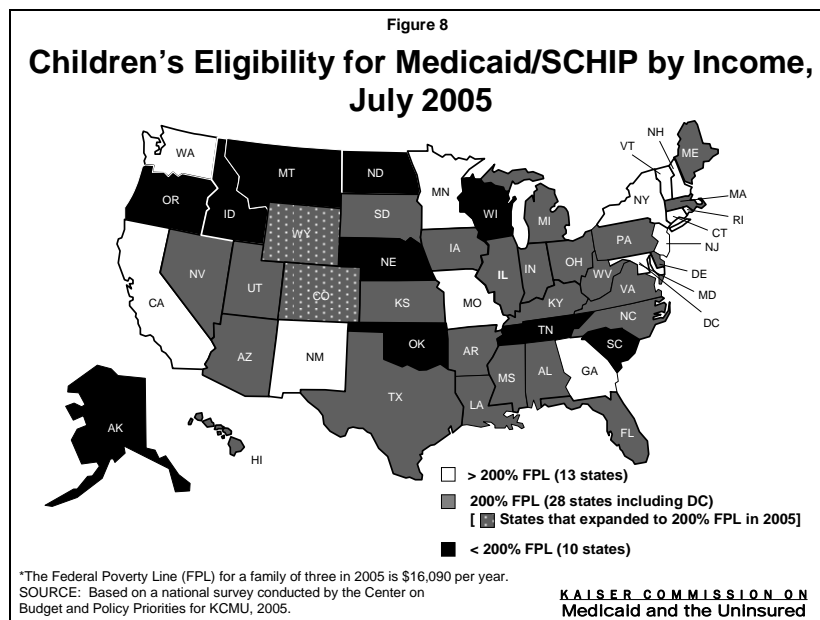 Figure 8
Children's Eligibility for Medicaid/SCHIP by Income,
July 2005
WA
OR
CA
NV
ID
MT
WY
UT
CO
AZ
NM
ND
SD
NE
KS
OK
TX
MN
IA
MO
AR
LA
WI
IL
MI
IN
OH
KY
TN
MS
AL
GA
FL
SC
NC
VA
WV
PA
NY
VT
NH
ME
MA
RI
CT
NJ
DE
MD
DC
AK
HI
> 200% FPL (13 states)
200% FPL (28 states including DC)
[ States that expanded to 200% FPL in 2005]
< 200% FPL (10 states)
*The Federal Poverty Line (FPL) for a family of three in 2005 is $16,090 per year.
SOURCE: Based on a national survey conducted by the Center on
Budget and Policy Priorities for KCMU, 2005.
KAISER COMMISSION ON
Medicaid and the Uninsured